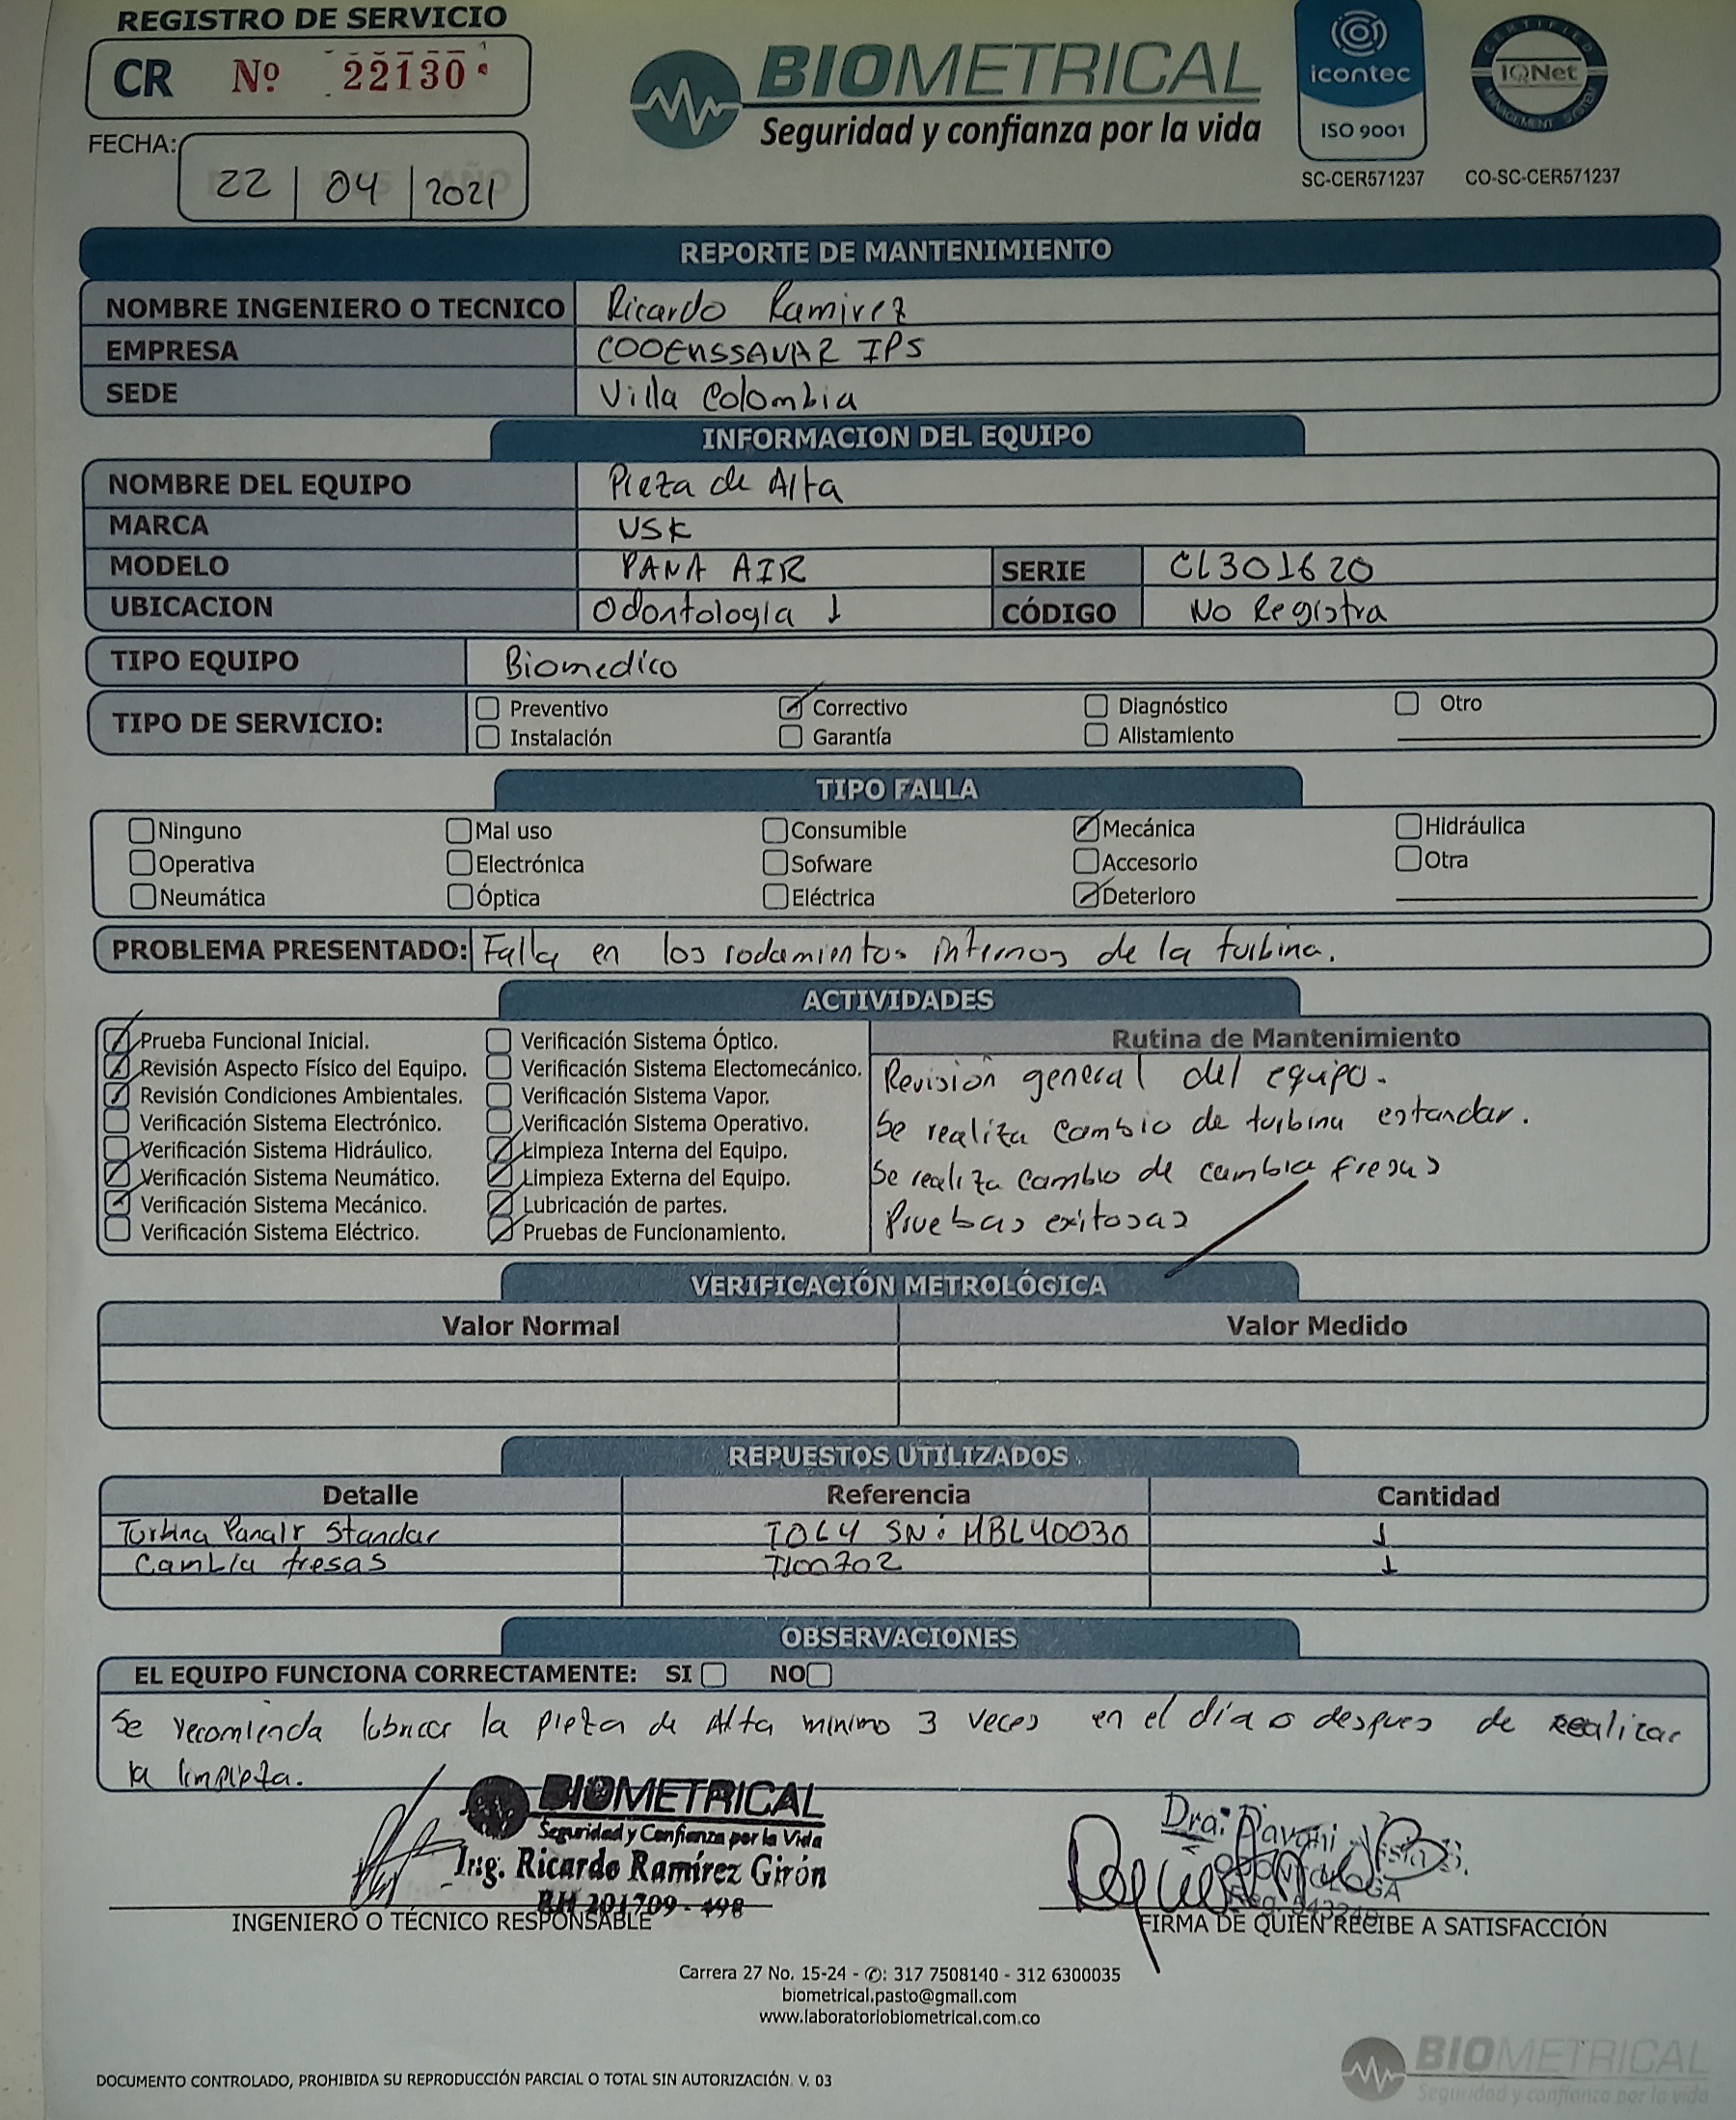 REGISTRO DE SERVICIO
CR Nº 22130
BIOMETRICAL
Seguridad y confianza por la vida
icontec
ISO 9001
SC-CER571237
CERTIFIED
IQNet
MANAGEMENT SYSTEM
CO-SC-CER571237
FECHA:
22 | 04 | 2021
REPORTE DE MANTENIMIENTO
NOMBRE INGENIERO O TECNICO Ricardo Ramirez
EMPRESA COOEMSSAVAR IPS
SEDE Villa Colombia
INFORMACION DEL EQUIPO
NOMBRE DEL EQUIPO Pieza de Alta
MARCA USK
MODELO PANA AIR SERIE CL301620
UBICACION Odontologia 1 CÓDIGO No Registra
TIPO EQUIPO Biomedico
TIPO DE SERVICIO:
Preventivo Correctivo Diagnóstico Otro
Instalación Garantía Alistamiento
TIPO FALLA
Ninguno Mal uso Consumible Mecánica Hidráulica
Operativa Electrónica Sofware Accesorio Otra
Neumática Óptica Eléctrica Deterioro
PROBLEMA PRESENTADO: Falla en los rodamientos internos de la turbina.
ACTIVIDADES
Prueba Funcional Inicial.
Revisión Aspecto Físico del Equipo.
Revisión Condiciones Ambientales.
Verificación Sistema Electrónico.
Verificación Sistema Hidráulico.
Verificación Sistema Neumático.
Verificación Sistema Mecánico.
Verificación Sistema Eléctrico.
Verificación Sistema Óptico.
Verificación Sistema Electomecánico.
Verificación Sistema Vapor.
Verificación Sistema Operativo.
Limpieza Interna del Equipo.
Limpieza Externa del Equipo.
Lubricación de partes.
Pruebas de Funcionamiento.
Rutina de Mantenimiento
Revisión general del equipo.
Se realiza cambio de turbina estandar.
Se realiza cambio de cambia fresas
Pruebas exitosas
VERIFICACIÓN METROLÓGICA
Valor Normal Valor Medido
REPUESTOS UTILIZADOS
Detalle Referencia Cantidad
Turbina Panair Standar TOL4 SN: HBL40030 1
Cambia fresas 1
OBSERVACIONES
EL EQUIPO FUNCIONA CORRECTAMENTE: SI NO
Se recomienda lubricar la pieza de Alta minimo 3 veces en el día o despues de realizar
la limpieza.
BIOMETRICAL
Seguridad y Confianza por la Vida
Ing. Ricardo Ramírez Girón
RH 201709 - 498
INGENIERO O TÉCNICO RESPONSABLE
Dra:
ODONTOLOGA
FIRMA DE QUIEN RECIBE A SATISFACCIÓN
Carrera 27 No. 15-24 - ✆: 317 7508140 - 312 6300035
biometrical.pasto@gmail.com
www.laboratoriobiometrical.com.co
BIOMETRICAL
Seguridad y confianza por la vida
DOCUMENTO CONTROLADO, PROHIBIDA SU REPRODUCCIÓN PARCIAL O TOTAL SIN AUTORIZACIÓN. V. 03